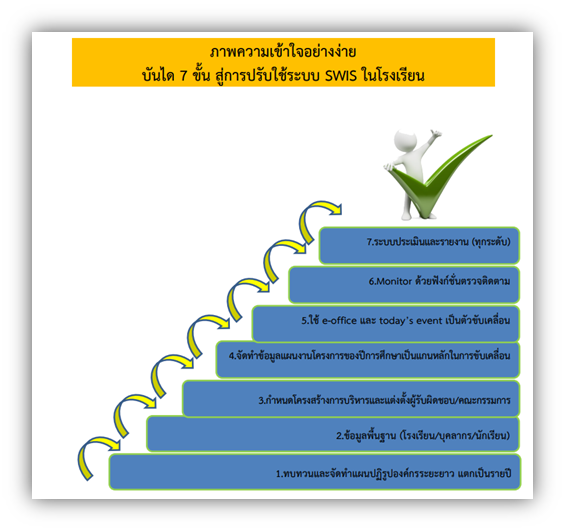 ภาพความเข้าใจอย่างง่าย
บันได 7 ขั้น สู่การปรับใช้ระบบ SWIS ในโรงเรียน
7.ระบบประเมินและรายงาน (ทุกระดับ)
6.Monitor ด้วยฟังก์ชั่นตรวจติดตาม
5.ใช้ e-office และ today's event เป็นตัวขับเคลื่อน
4.จัดทำข้อมูลแผนงานโครงการของปีการศึกษาเป็นแกนหลักในการขับเคลื่อน
3.กำหนดโครงสร้างการบริหารและแต่งตั้งผู้รับผิดชอบ/คณะกรรมการ
2.ข้อมูลพื้นฐาน (โรงเรียน/บุคลากร/นักเรียน)
1.ทบทวนและจัดทำแผนปฏิรูปองค์กรระยะยาว แตกเป็นรายปี